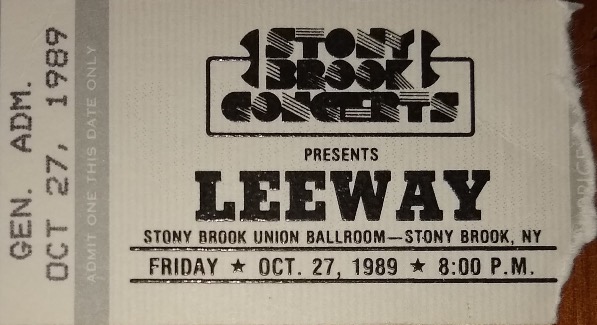 GEN. ADM.
OCT 27, 1989
ADMIT ONE THIS DATE ONLY
STONY
BROOK
CONCERTS
PRESENTS
LEEWAY
STONY BROOK UNION BALLROOM—STONY BROOK, NY
FRIDAY ★ OCT. 27, 1989 ★ 8:00 P.M.